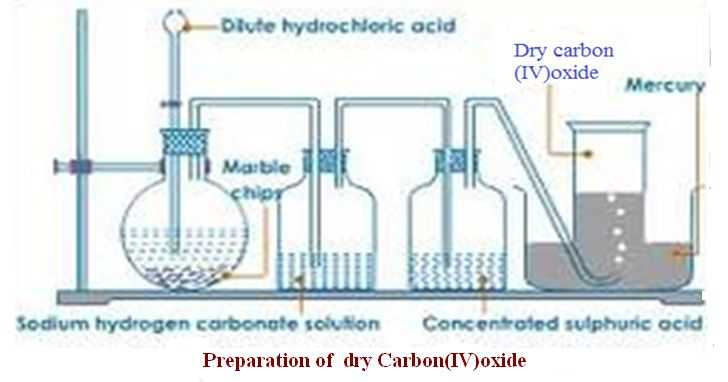 Dilute hydrochloric acid
Dry carbon
(IV)oxide
Mercury
Marble
chips
Sodium hydrogen carbonate solution
Concentrated sulphuric acid
Preparation of dry Carbon(IV)oxide